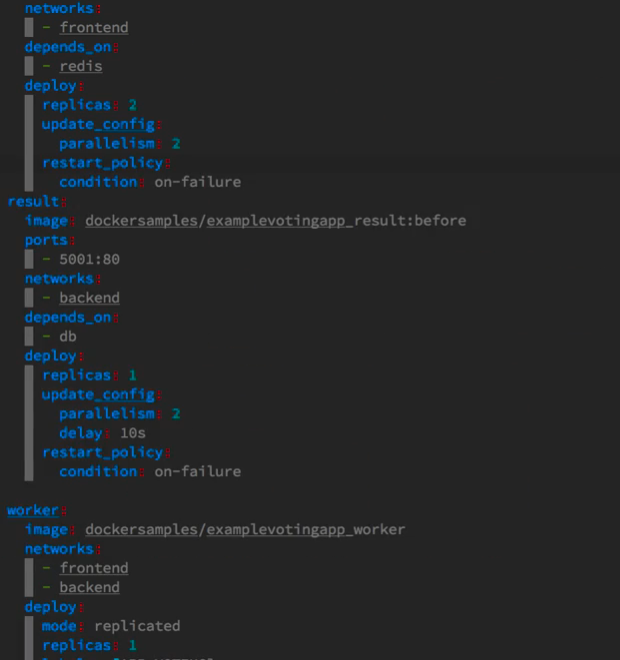 networks:
- frontend
depends_on:
- redis
deploy:
replicas: 2
update_config:
parallelism: 2
restart_policy:
condition: on-failure
result:
image: dockersamples/examplevotingapp_result:before
ports:
- 5001:80
networks:
- backend
depends_on:
- db
deploy:
replicas: 1
update_config:
parallelism: 2
delay: 10s
restart_policy:
condition: on-failure
worker:
image: dockersamples/examplevotingapp_worker
networks:
- frontend
- backend
deploy:
mode: replicated
replicas: 1